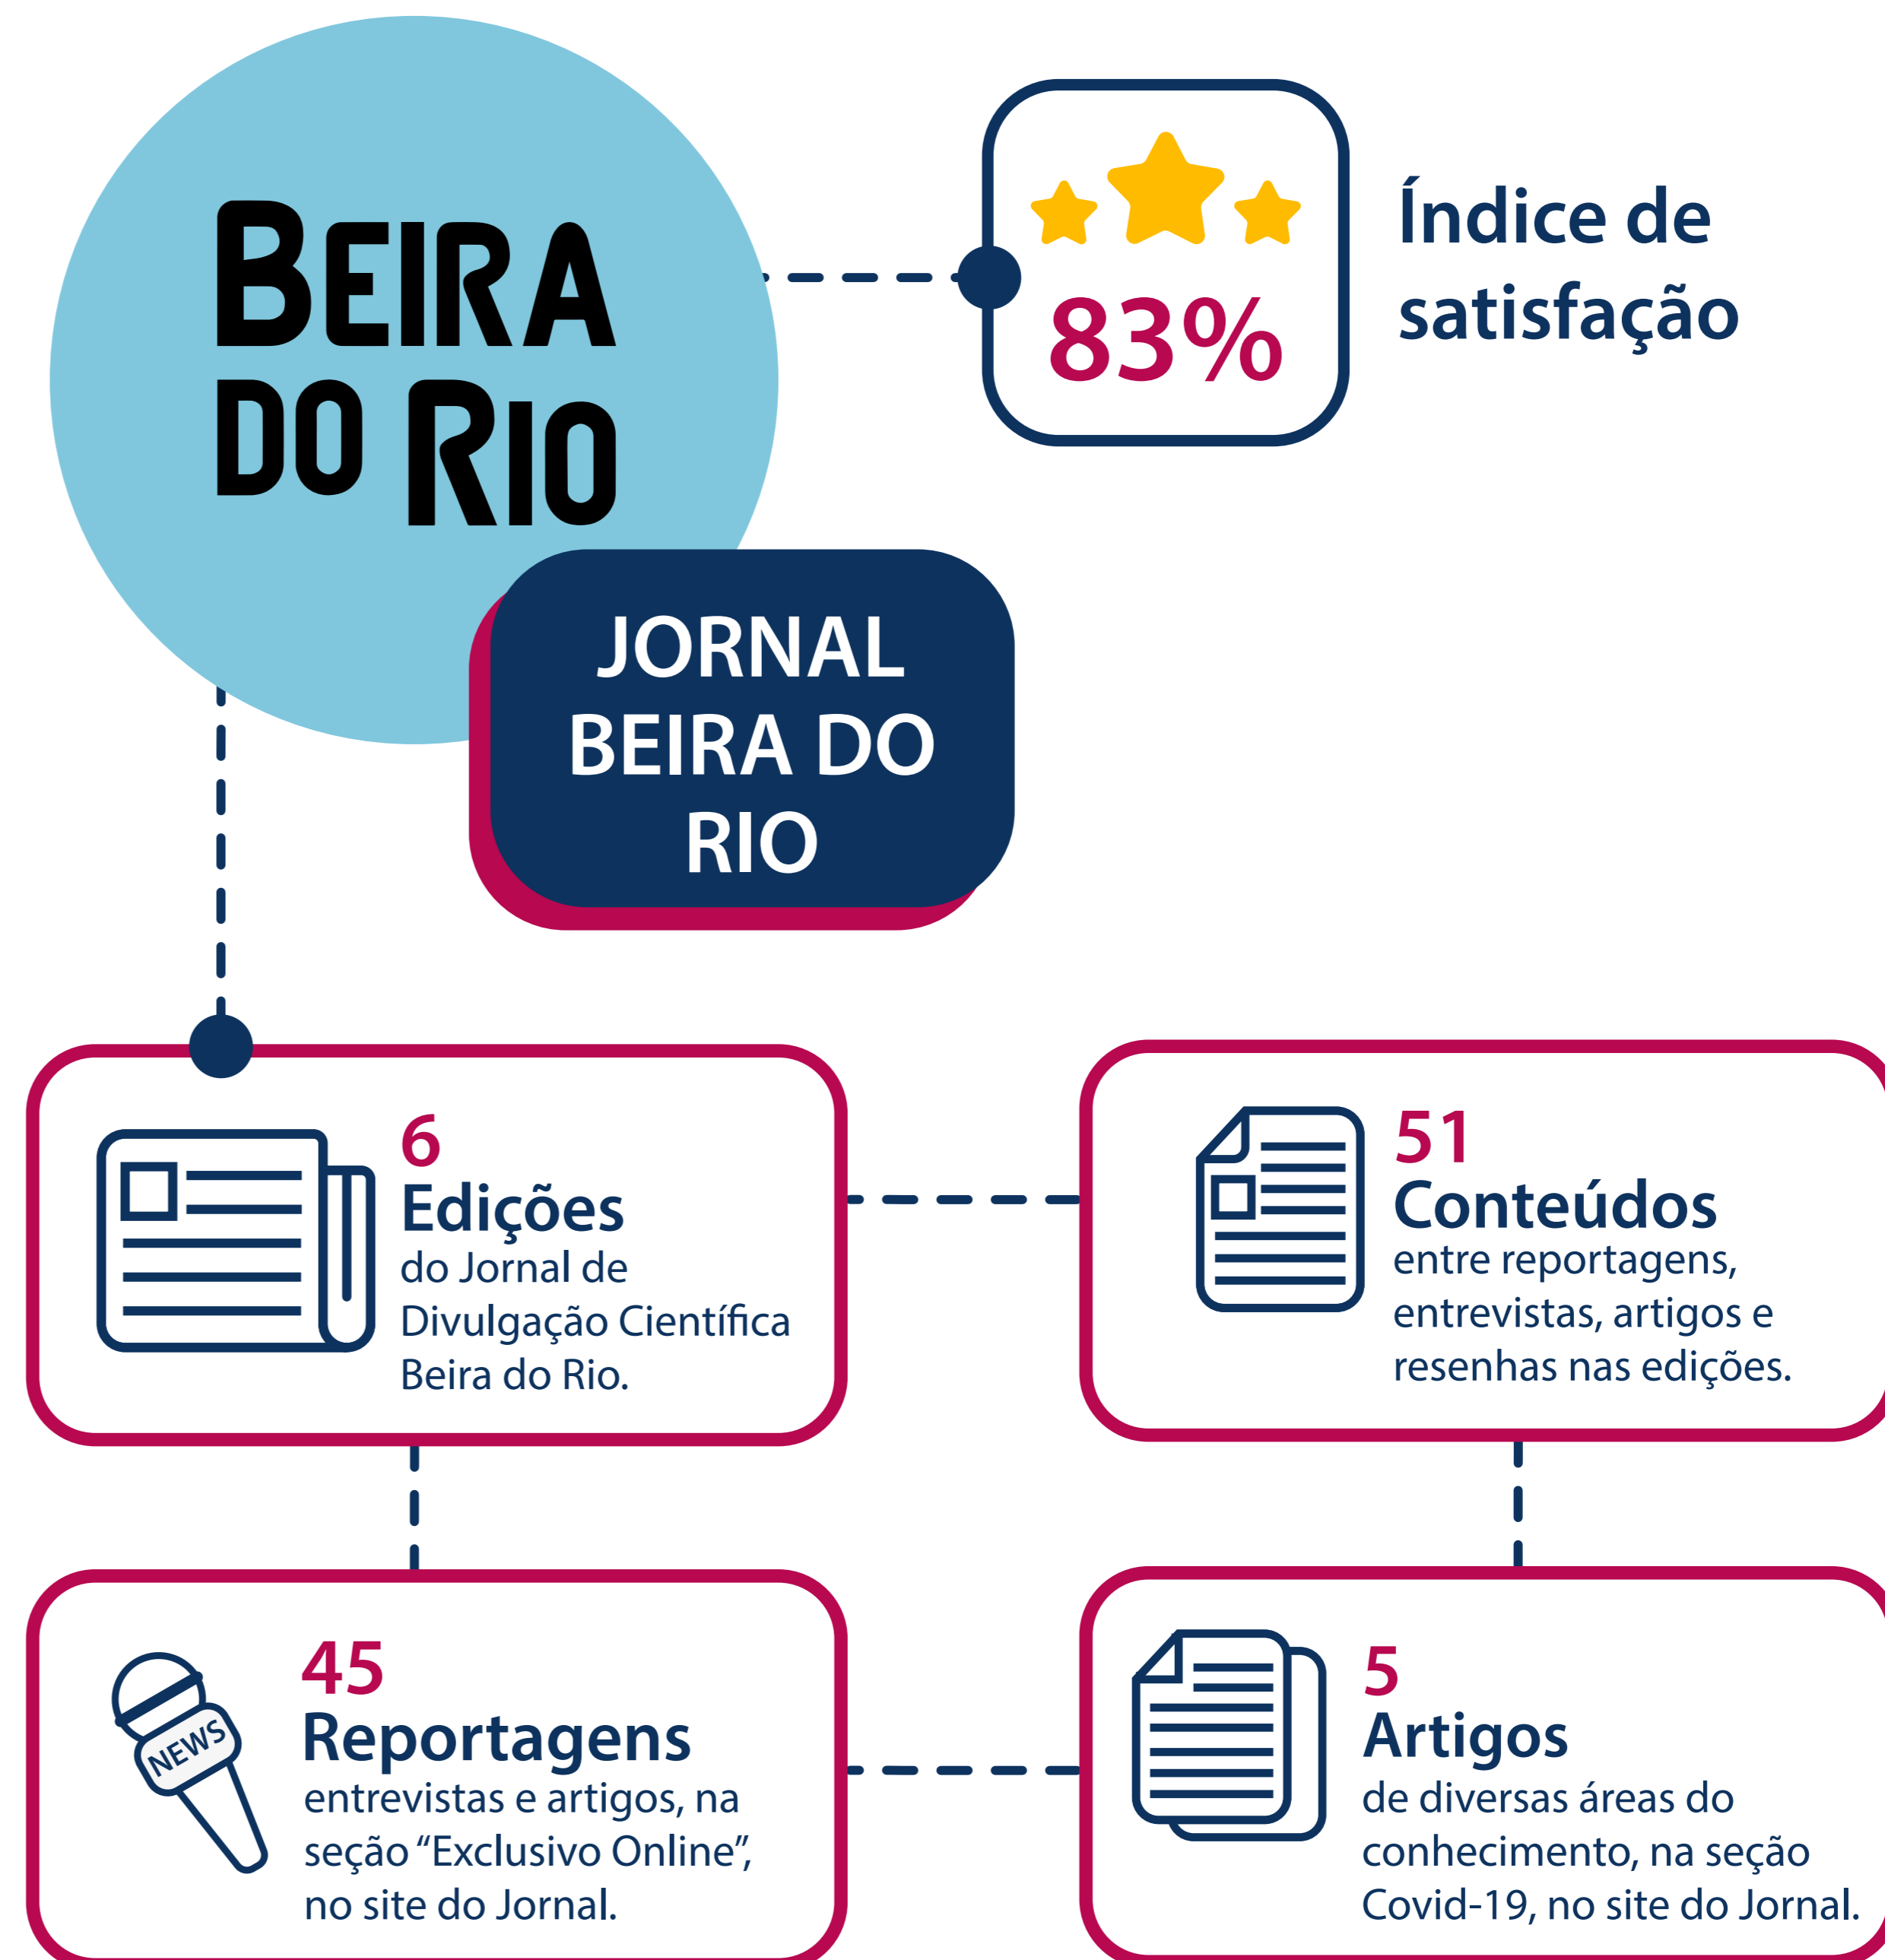 BEIRA
DO RIO
83%
Índice de
satisfação
JORNAL
BEIRA DO
RIO
6
Edições
do Jornal de
Divulgação Científica
Beira do Rio.
51
Conteúdos
entre reportagens,
entrevistas, artigos e
resenhas nas edições.
NEWS
45
Reportagens
entrevistas e artigos, na
seção “Exclusivo Online”,
no site do Jornal.
5
Artigos
de diversas áreas do
conhecimento, na seção
Covid-19, no site do Jornal.